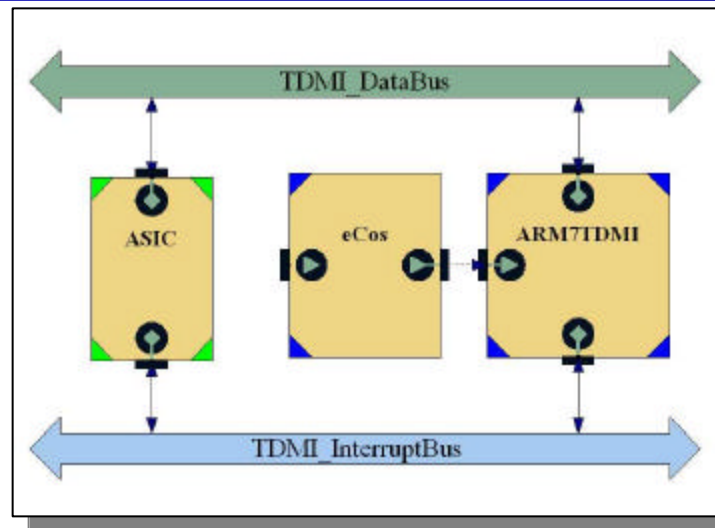 TDMI_DataBus
ASIC
eCos
ARM7TDMI
TDMI_InterruptBus